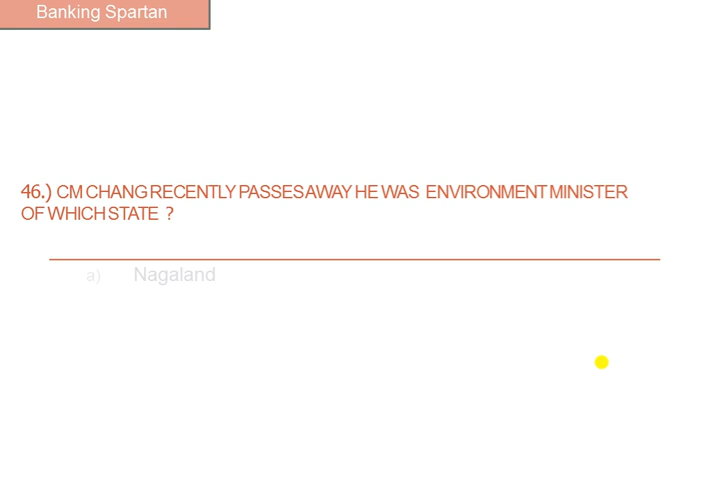 Banking Spartan
46.) CM CHANG RECENTLY PASSES AWAY HE WAS ENVIRONMENT MINISTER
OF WHICH STATE ?
a) Nagaland